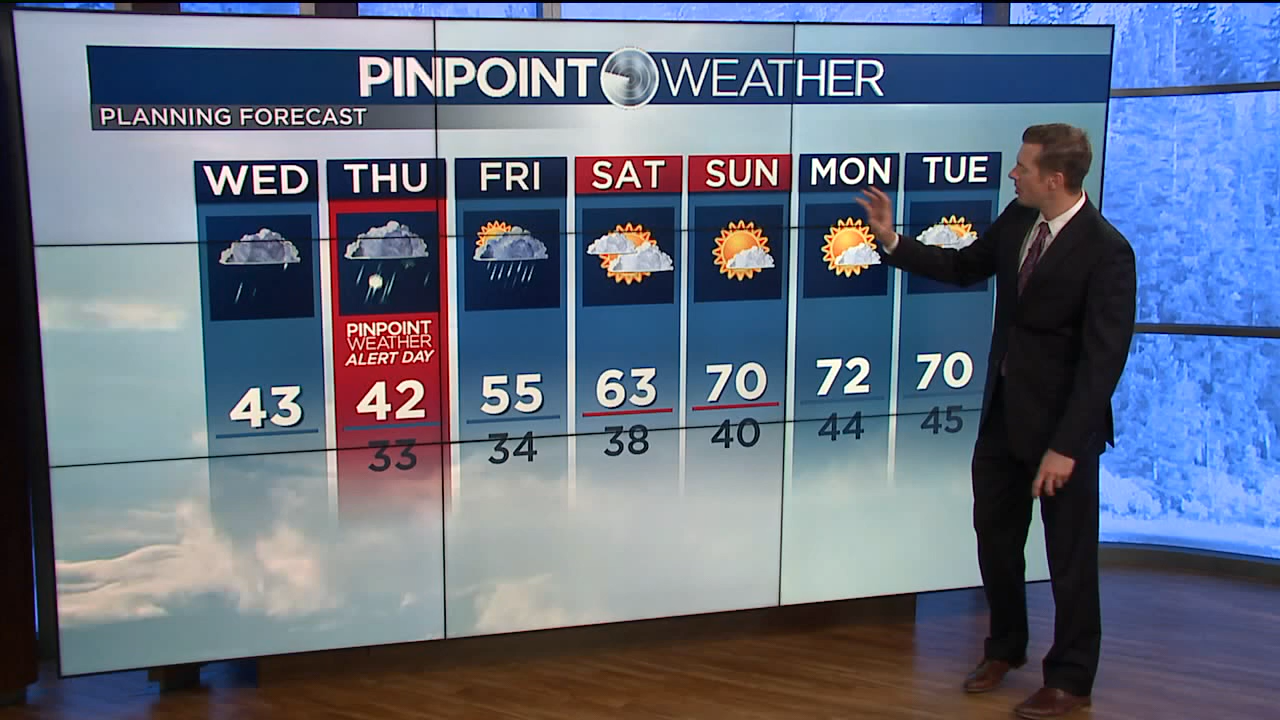 PINPOINT WEATHER
PLANNING FORECAST
WED THU FRI SAT SUN MON TUE
PINPOINT
WEATHER
ALERT DAY
43 42 55 63 70 72 70
33 34 38 40 44 45